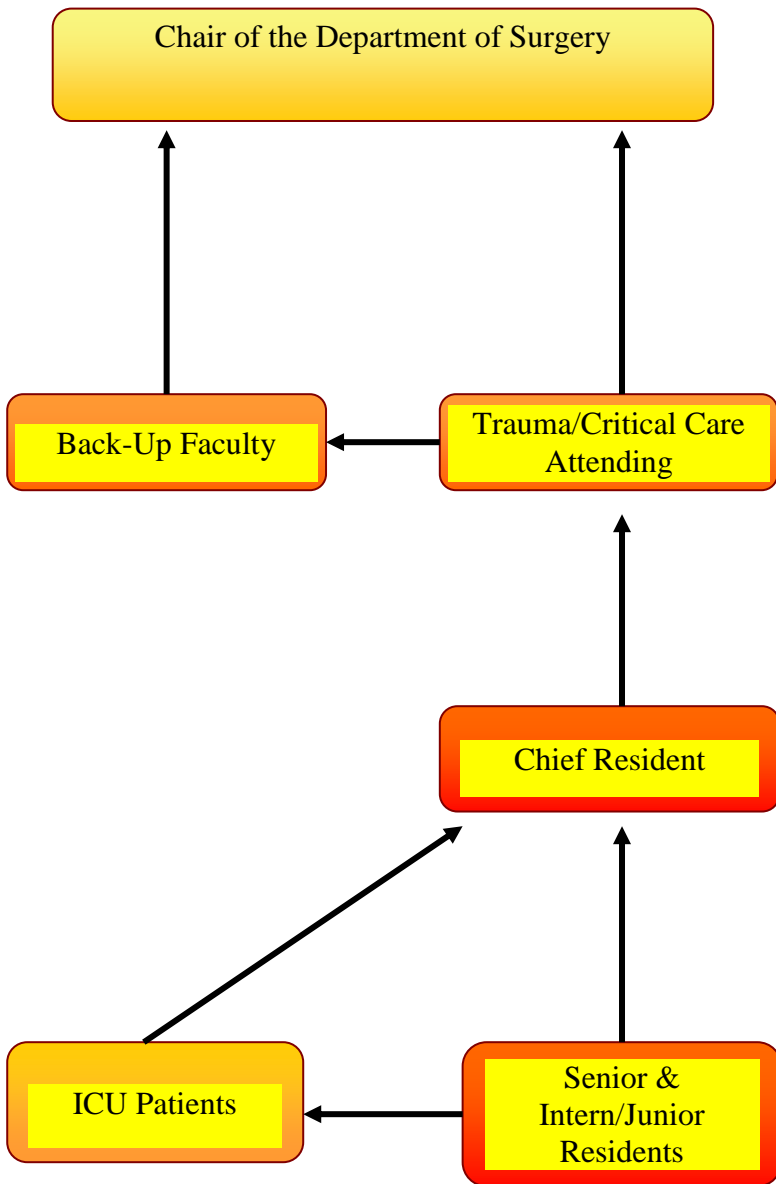 Chair of the Department of Surgery
Back-Up Faculty
Trauma/Critical Care
Attending
Chief Resident
ICU Patients
Senior &
Intern/Junior
Residents